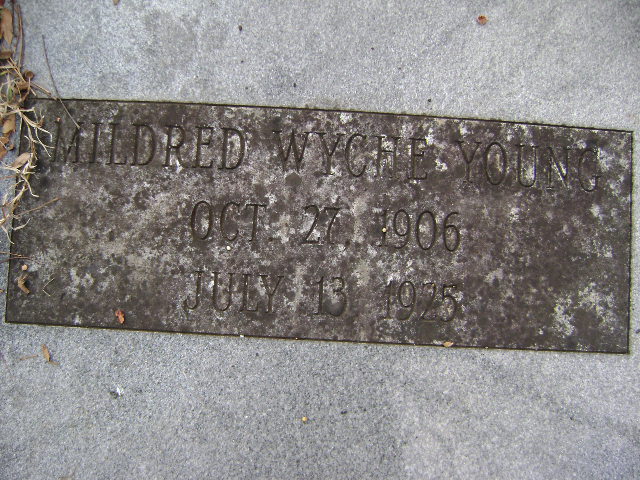 MILDRED WYCHE YOUNG
OCT. 27, 1906
JULY 13, 1925